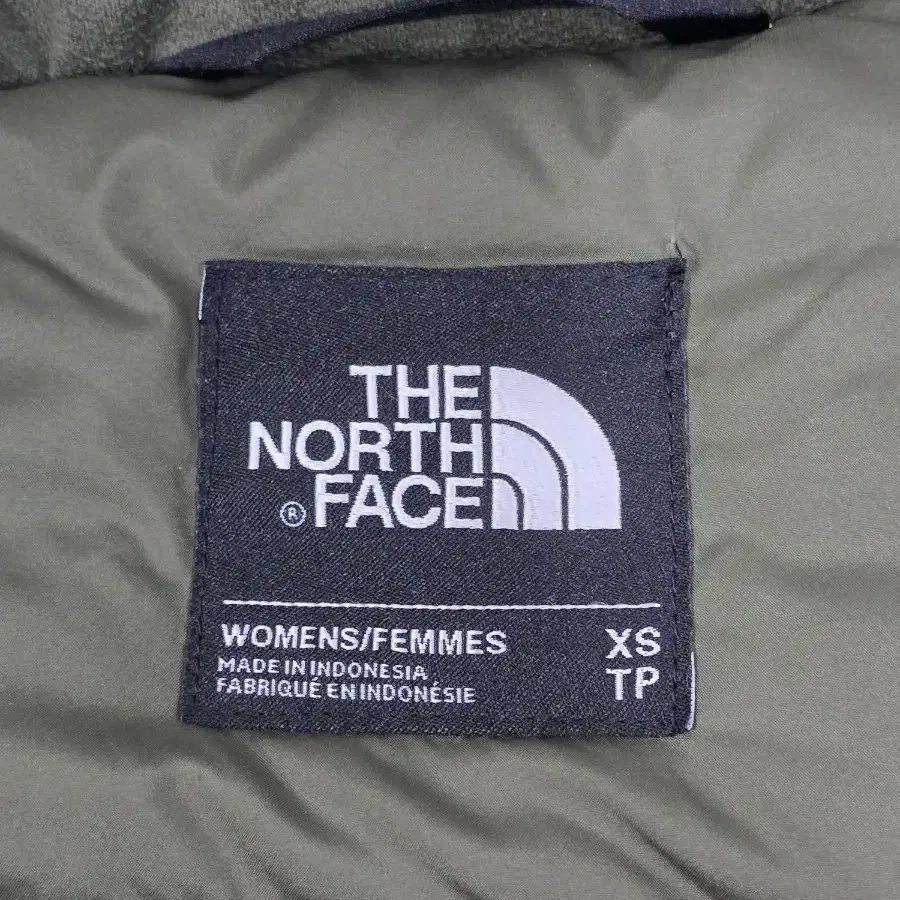 THE
NORTH
® FACE
WOMENS/FEMMES XS
MADE IN INDONESIA
FABRIQUÉ EN INDONÉSIE TP